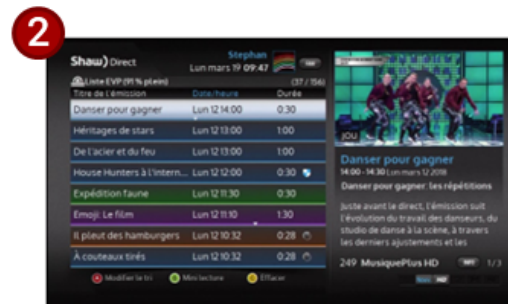 2
Shaw) Direct
Stephan
Lun mars 19 09:47
Liste EVP (91 % plein)
(37 / 156)
Titre de l'émission Date/heure Durée
Danser pour gagner Lun 12 14:00 0:30
Héritages de stars Lun 12 13:00 1:00
De l'acier et du feu Lun 12 13:00 1:00
House Hunters à l'intern... Lun 12 12:00 0:30
Expédition faune Lun 12 11:30 0:30
Emoji: Le film Lun 12 11:10 1:30
Il pleut des hamburgers Lun 12 10:32 0:28
À couteaux tirés Lun 12 10:32 0:28
Modifier le tri Mini lecture Effacer
JOU
Danser pour gagner
14:00 - 14:30 Lun mars 12 2018
Danser pour gagner: les répétitions
Juste avant le direct, l'émission suit
l'évolution du travail des danseurs, du
studio de danse à la scène, à travers
les derniers ajustements et les
249 MusiquePlus HD 1/3
HD